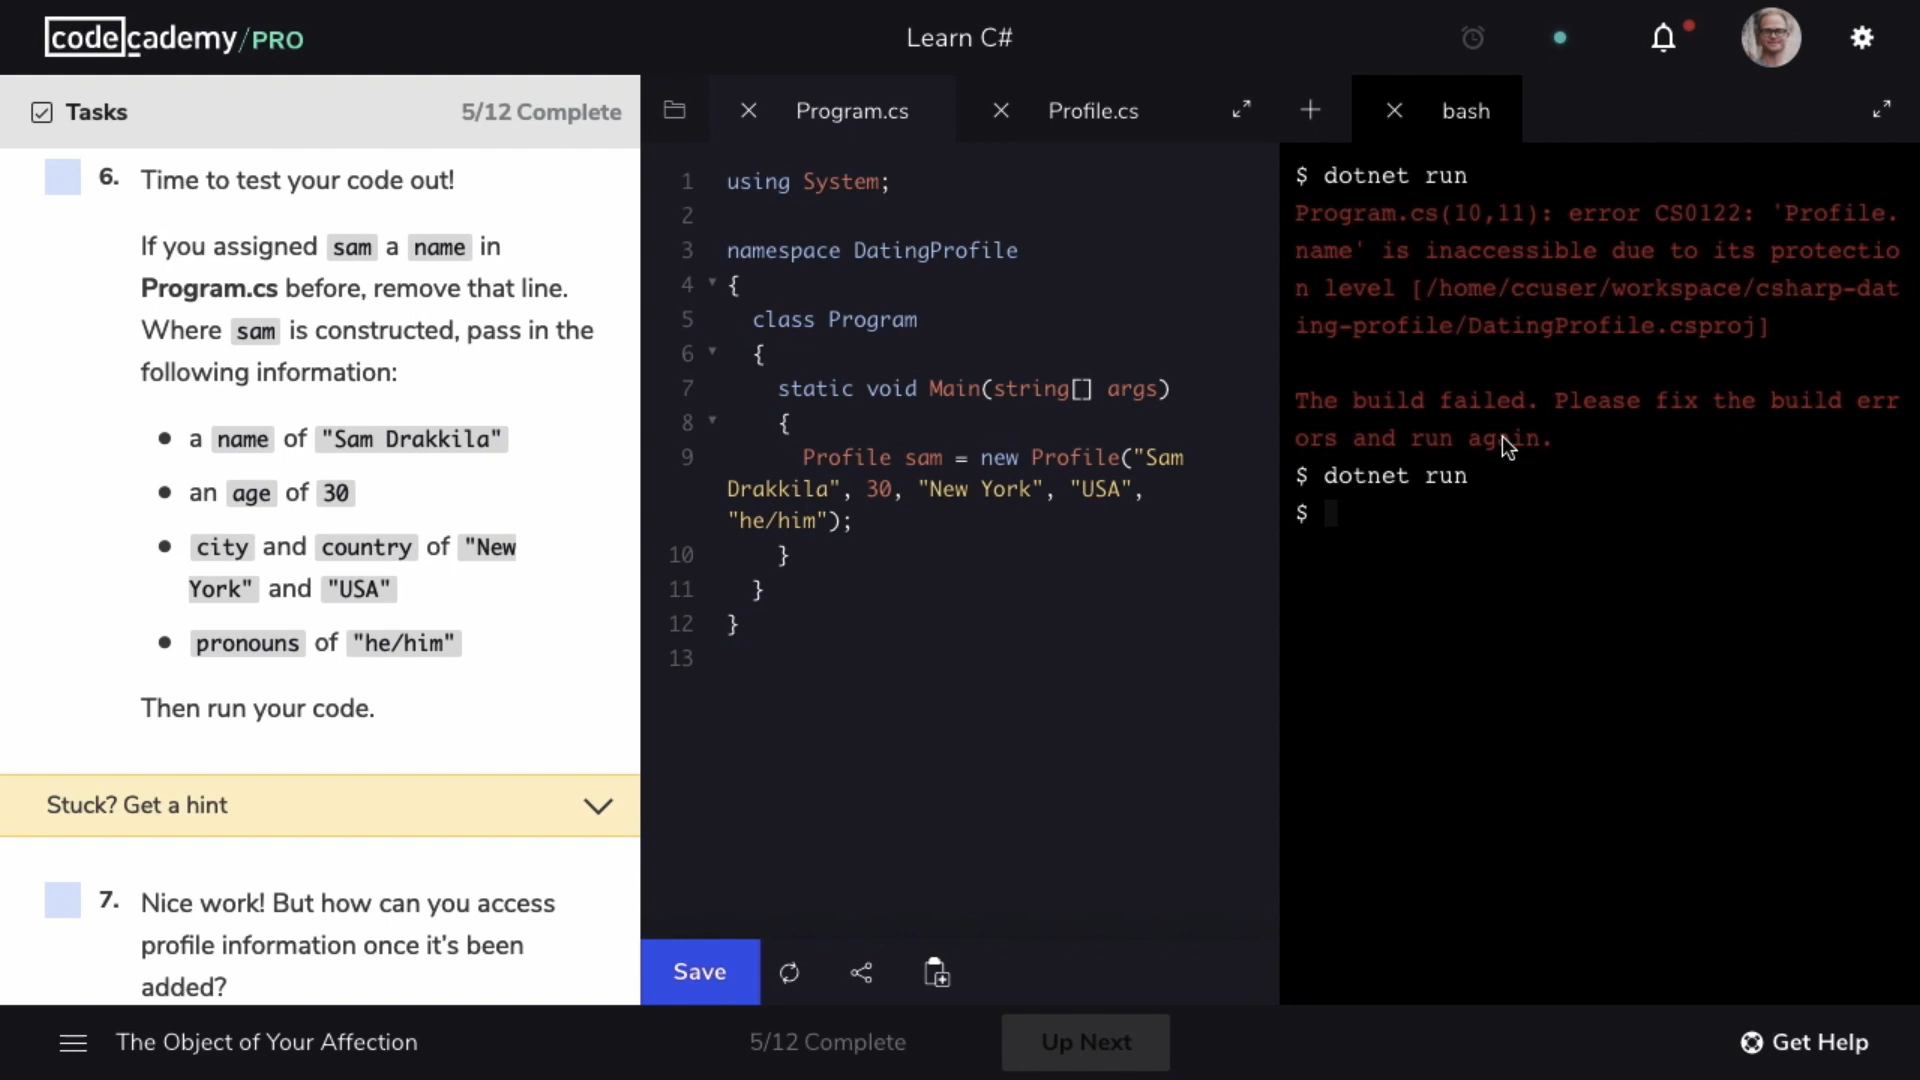 codecademy/PRO
Learn C#
Tasks
5/12 Complete
6. Time to test your code out!
If you assigned sam a name in
Program.cs before, remove that line.
Where sam is constructed, pass in the
following information:
a name of "Sam Drakkila"
an age of 30
city and country of "New
York" and "USA"
pronouns of "he/him"
Then run your code.
Stuck? Get a hint
7. Nice work! But how can you access
profile information once it's been
added?
Program.cs
Profile.cs
1 using System;
2
3 namespace DatingProfile
4 {
5 class Program
6 {
7 static void Main(string[] args)
8 {
9 Profile sam = new Profile("Sam
Drakkila", 30, "New York", "USA",
"he/him");
10 }
11 }
12 }
13
Save
bash
$ dotnet run
Program.cs(10,11): error CS0122: 'Profile.
name' is inaccessible due to its protectio
n level [/home/ccuser/workspace/csharp-dat
ing-profile/DatingProfile.csproj]
The build failed. Please fix the build err
ors and run again.
$ dotnet run
$
The Object of Your Affection
5/12 Complete
Up Next
Get Help